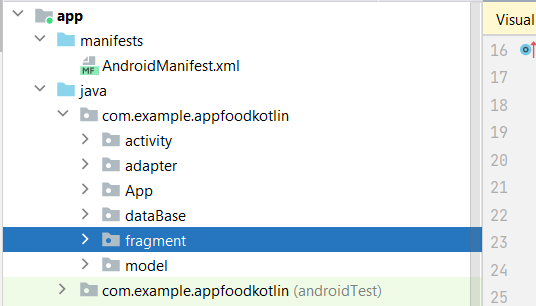 app
manifests
MF AndroidManifest.xml
java
com.example.appfoodkotlin
activity
adapter
App
dataBase
fragment
model
com.example.appfoodkotlin (androidTest)
Visual
16
17
18
19
20
21
22
23
24
25